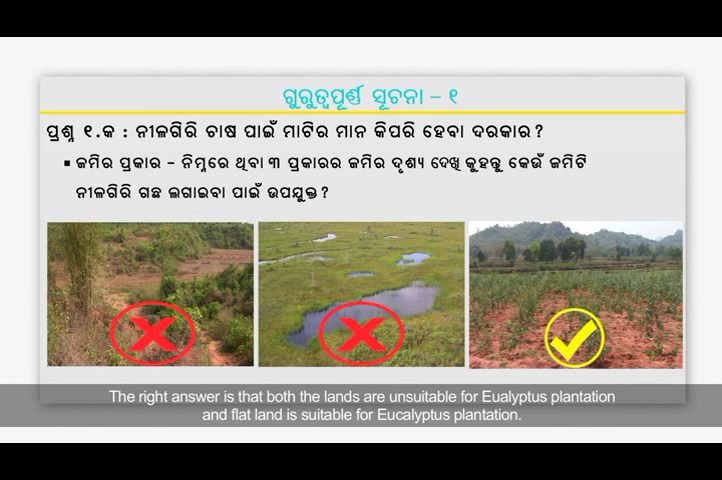 ଗୁରୁତ୍ୱପୂର୍ଣ୍ଣ ସୂଚନା – ୧
ପ୍ରଶ୍ନ ୧.କ : ନୀଳଗିରି ଚାଷ ପାଇଁ ମାଟିର ମାନ କିପରି ହେବା ଦରକାର ?
▪ ଜମିର ପ୍ରକାର – ନିମ୍ନରେ ଥିବା ୩ ପ୍ରକାରର ଜମିର ଦୃଶ୍ୟ ଦେଖି କୁହନ୍ତୁ କେଉଁ ଜମିଟି
ନୀଳଗିରି ଗଛ ଲଗାଇବା ପାଇଁ ଉପଯୁକ୍ତ ?
The right answer is that both the lands are unsuitable for Eualyptus plantation
and flat land is suitable for Eucalyptus plantation.